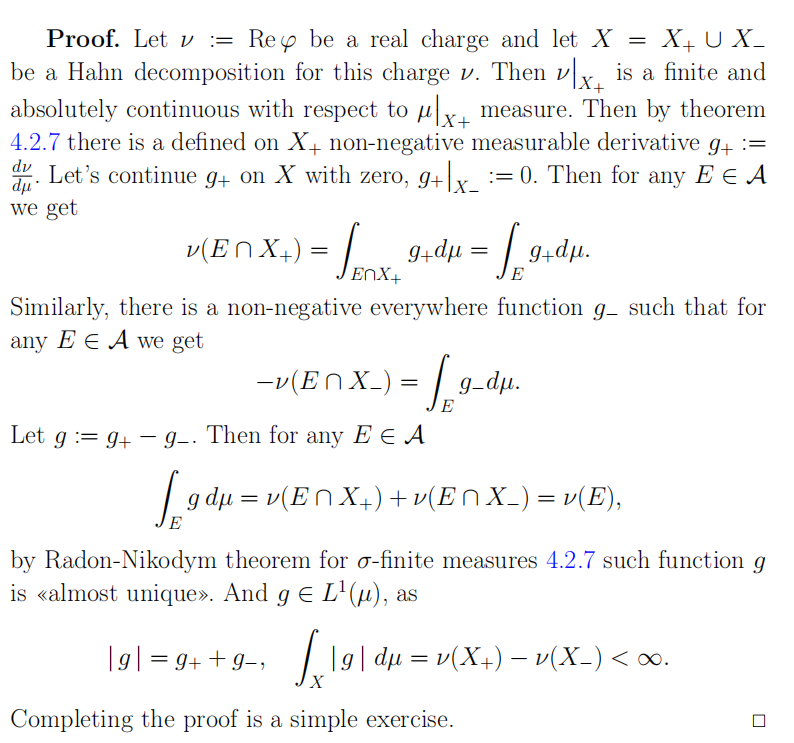 Proof. Let ν := Re φ be a real charge and let X = X₊ ∪ X₋
be a Hahn decomposition for this charge ν. Then ν|_{X₊} is a finite and
absolutely continuous with respect to μ|_{X+} measure. Then by theorem
4.2.7 there is a defined on X₊ non-negative measurable derivative g₊ :=
dν/dμ. Let's continue g₊ on X with zero, g₊|_{X₋} := 0. Then for any E ∈ 𝒜
we get
ν(E ∩ X₊) = ∫_{E∩X₊} g₊dμ = ∫_E g₊dμ.
Similarly, there is a non-negative everywhere function g₋ such that for
any E ∈ 𝒜 we get
−ν(E ∩ X₋) = ∫_E g₋dμ.
Let g := g₊ − g₋. Then for any E ∈ 𝒜
∫_E g dμ = ν(E ∩ X₊) + ν(E ∩ X₋) = ν(E),
by Radon-Nikodym theorem for σ-finite measures 4.2.7 such function g
is «almost unique». And g ∈ L¹(μ), as
|g| = g₊ + g₋, ∫_X |g| dμ = ν(X₊) − ν(X₋) < ∞.
Completing the proof is a simple exercise. □